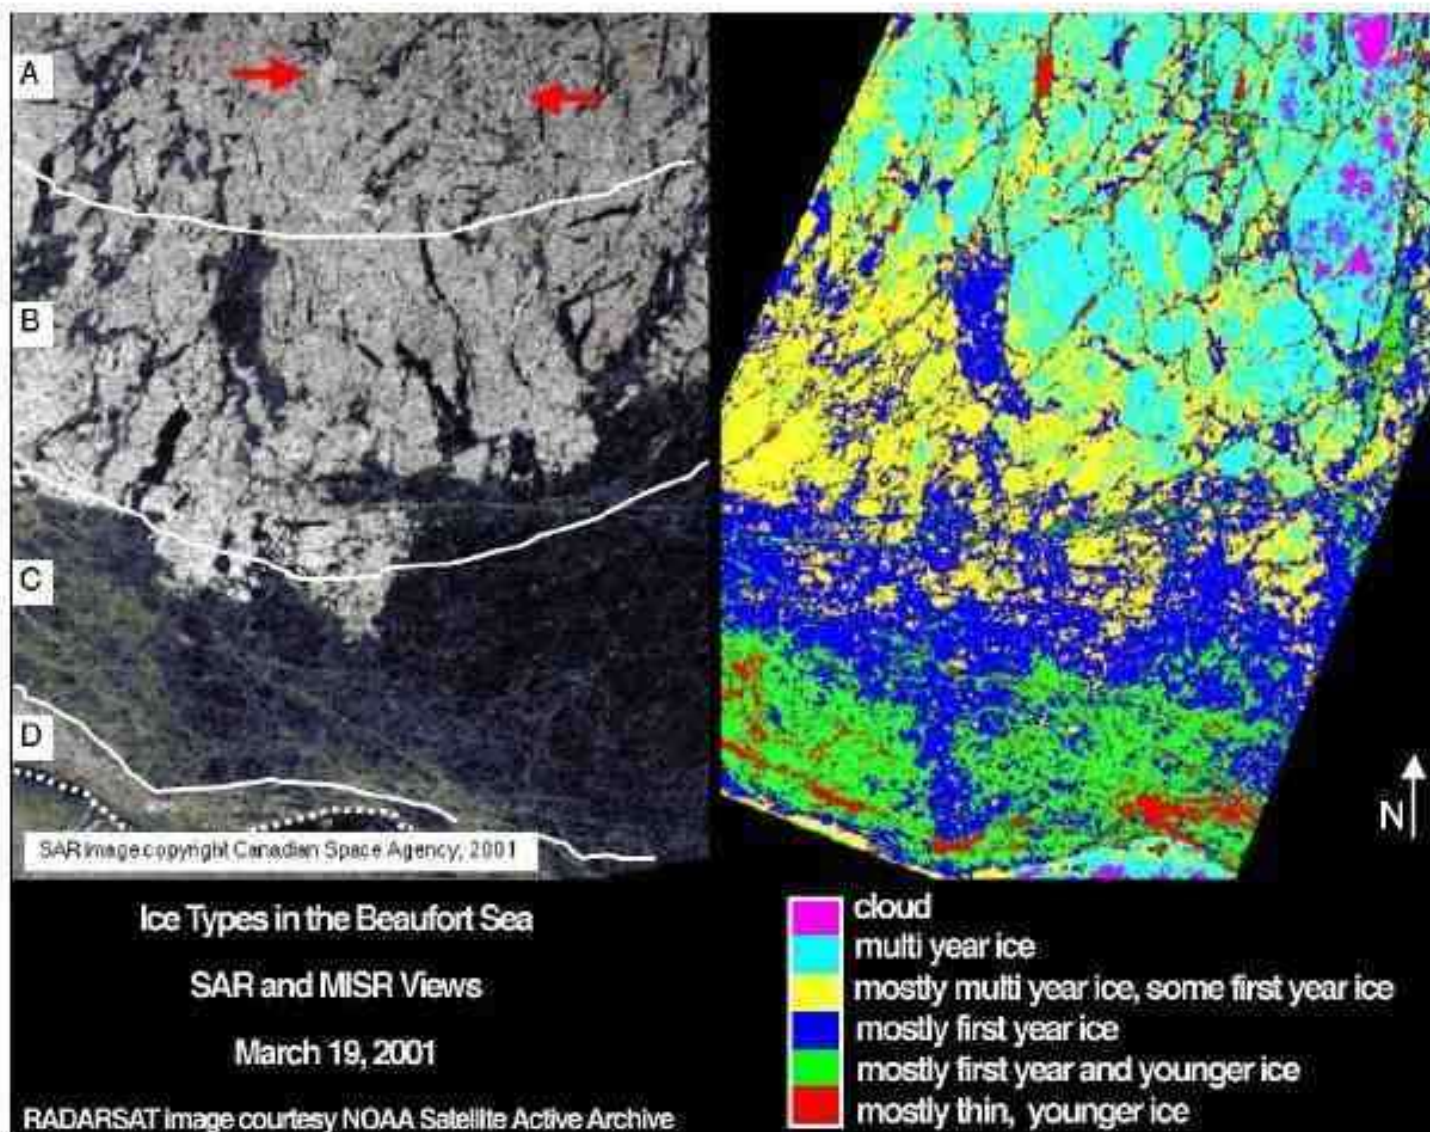 A
B
C
D
SAR image copyright Canadian Space Agency, 2001
N
Ice Types in the Beaufort Sea
SAR and MISR Views
March 19, 2001
RADARSAT image courtesy NOAA Satellite Active Archive
cloud
multi year ice
mostly multi year ice, some first year ice
mostly first year ice
mostly first year and younger ice
mostly thin, younger ice